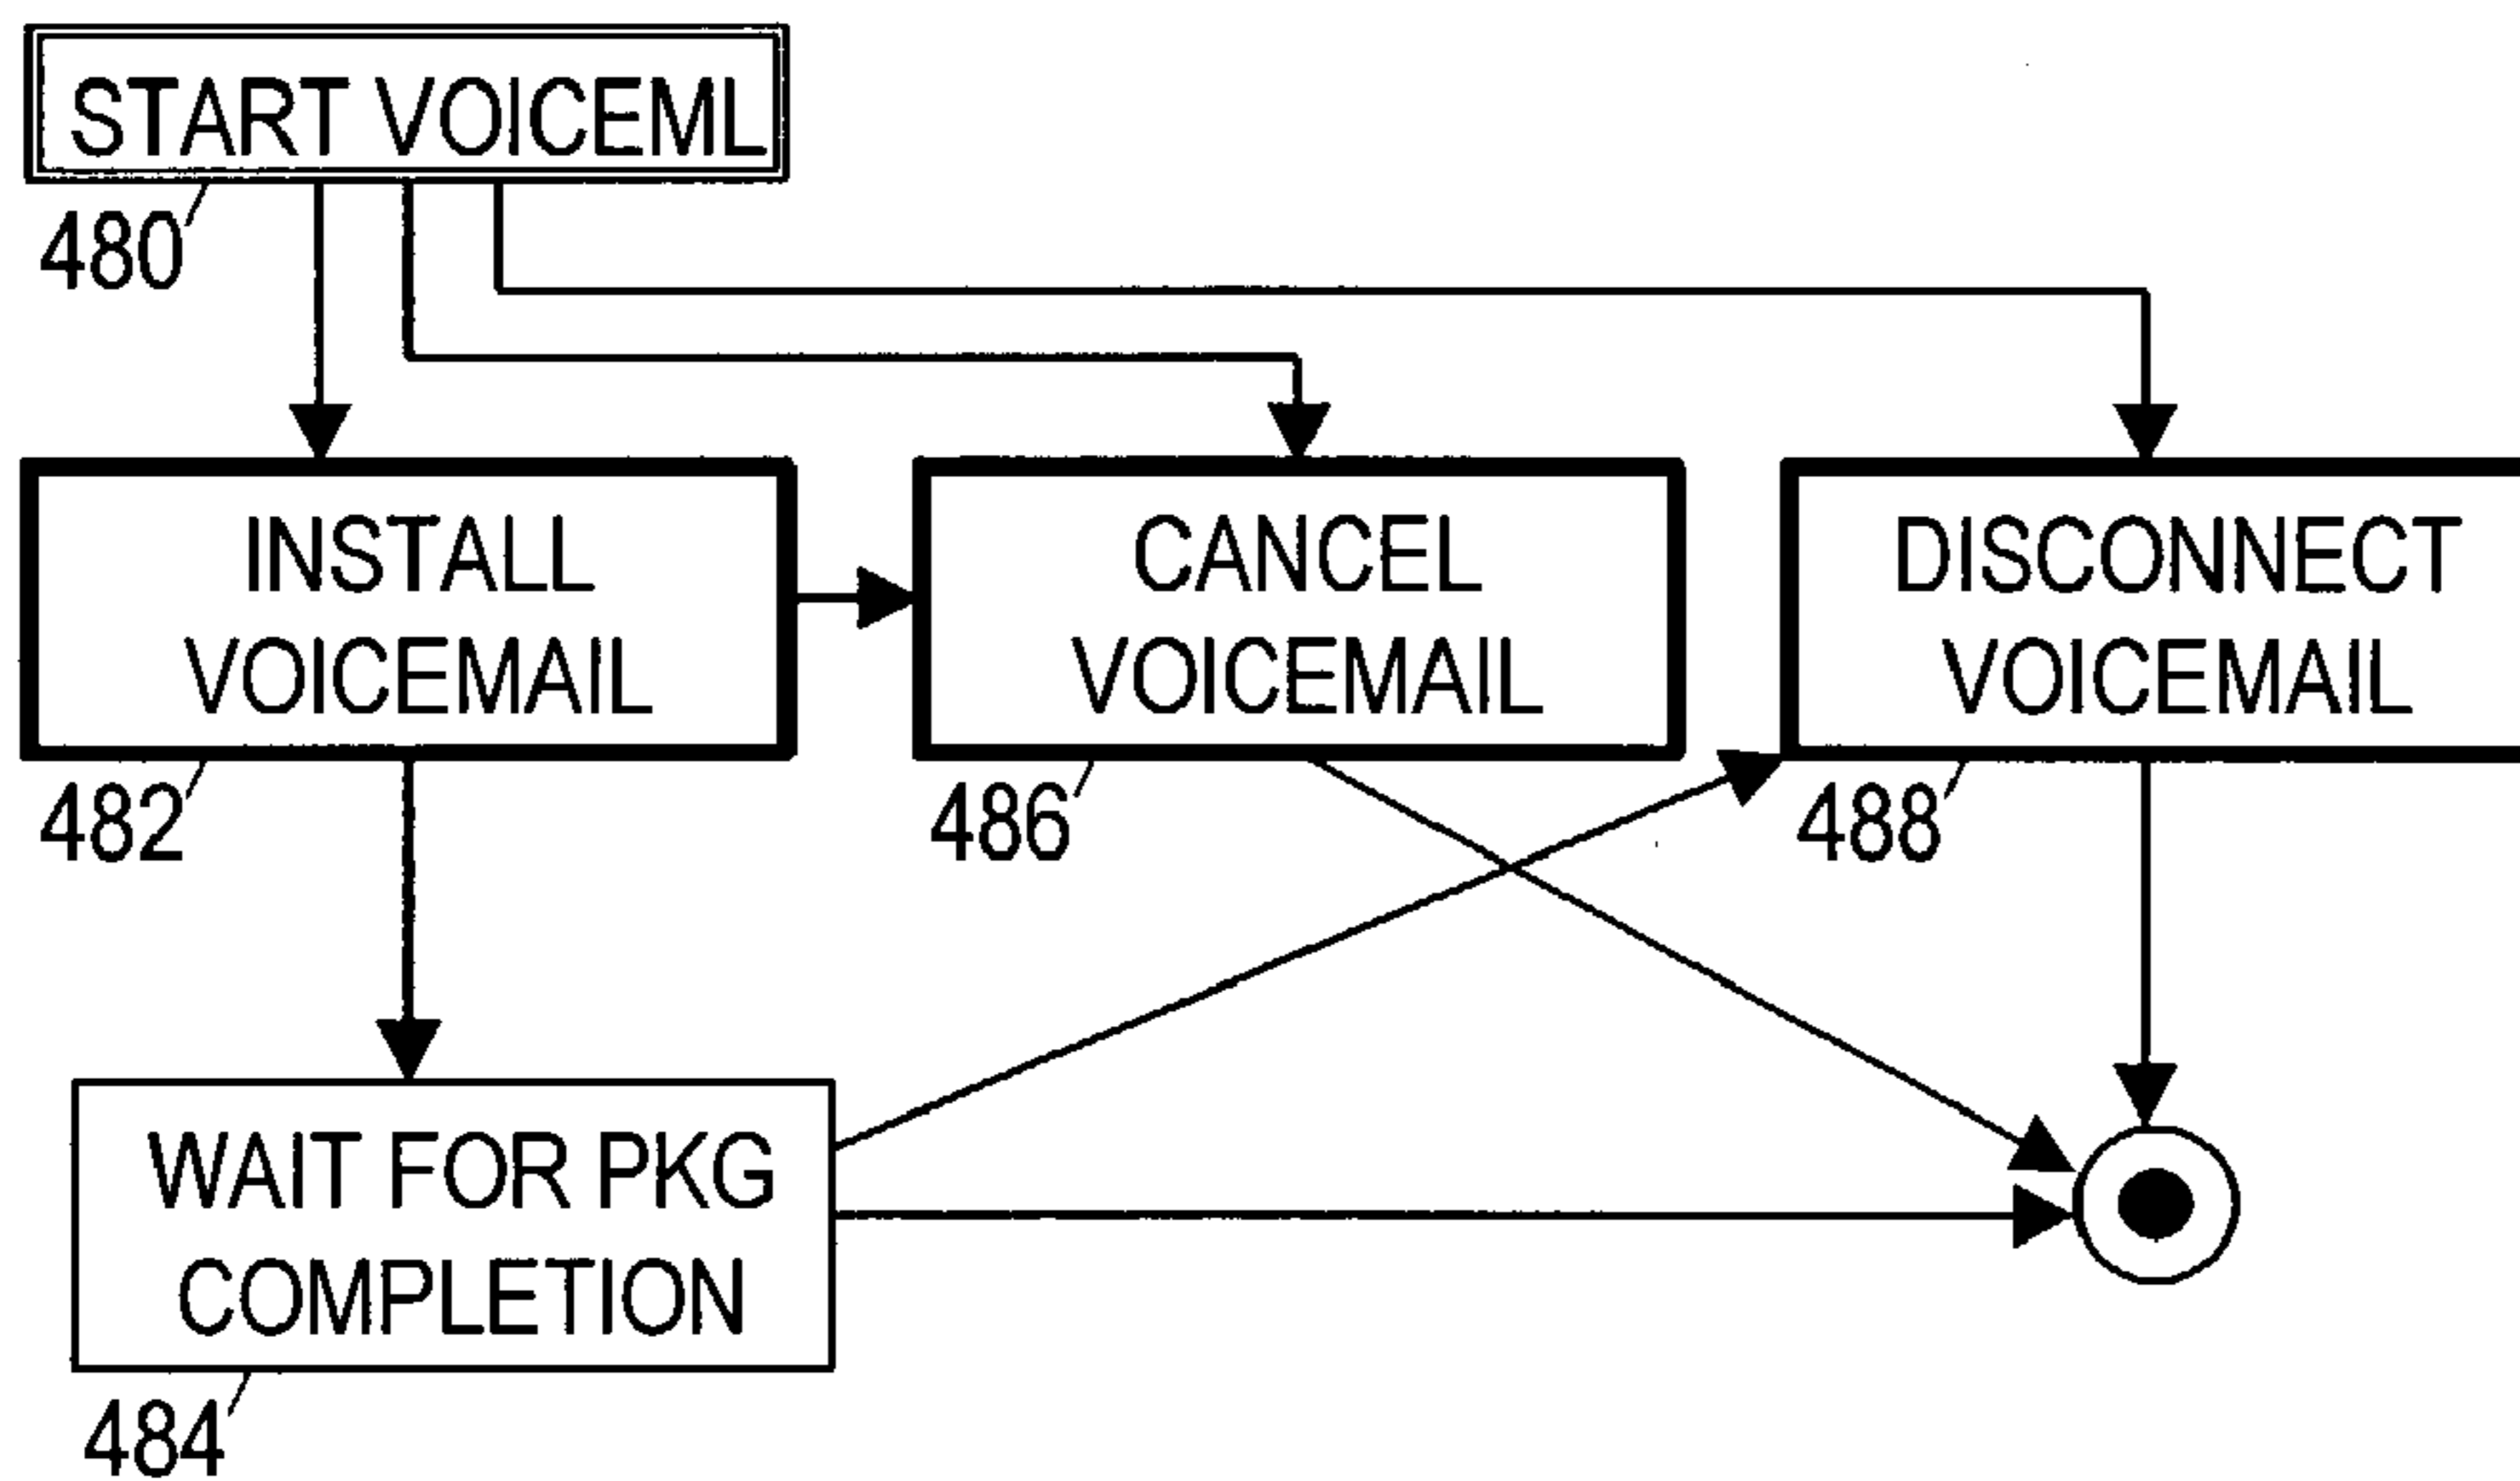 START VOICEML
480
INSTALL
VOICEMAIL
482
CANCEL
VOICEMAIL
486
DISCONNECT
VOICEMAIL
488
WAIT FOR PKG
COMPLETION
484